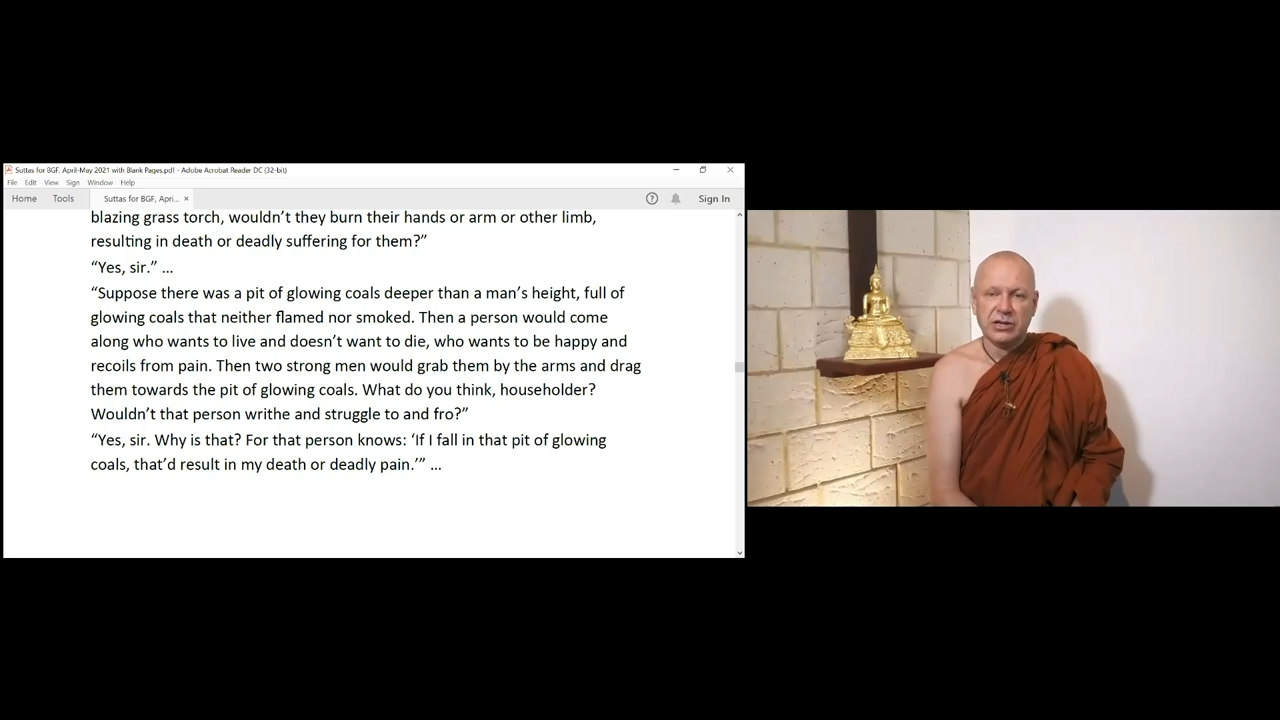 Suttas for BGF, April-May 2021 with Blank Pages.pdf - Adobe Acrobat Reader DC (32-bit)
File Edit View Sign Window Help
Home Tools Suttas for BGF, Apri... × Sign In
blazing grass torch, wouldn’t they burn their hands or arm or other limb,
resulting in death or deadly suffering for them?”
“Yes, sir.” …
“Suppose there was a pit of glowing coals deeper than a man’s height, full of
glowing coals that neither flamed nor smoked. Then a person would come
along who wants to live and doesn’t want to die, who wants to be happy and
recoils from pain. Then two strong men would grab them by the arms and drag
them towards the pit of glowing coals. What do you think, householder?
Wouldn’t that person writhe and struggle to and fro?”
“Yes, sir. Why is that? For that person knows: ‘If I fall in that pit of glowing
coals, that’d result in my death or deadly pain.’” …